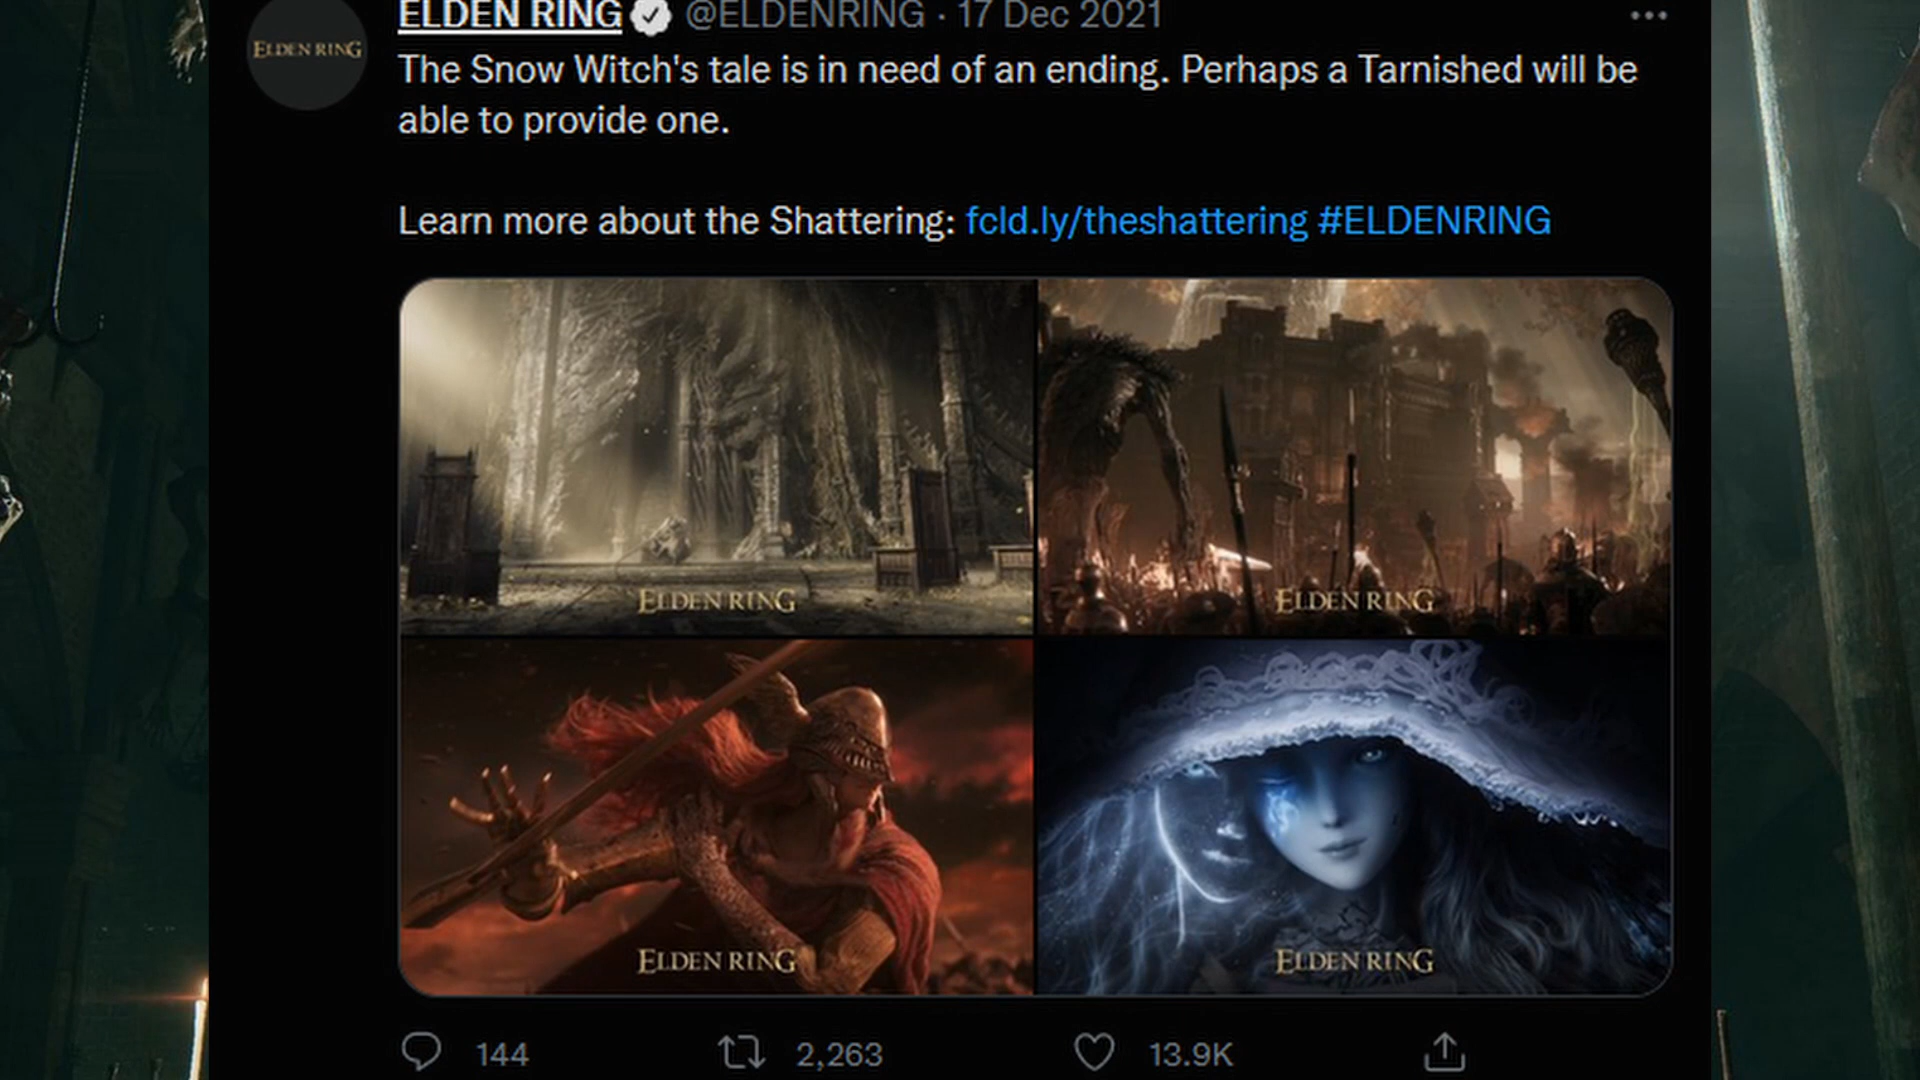 ELDEN RING @ELDENRING · 17 Dec 2021
ELDEN RING
The Snow Witch's tale is in need of an ending. Perhaps a Tarnished will be
able to provide one.
Learn more about the Shattering: fcld.ly/theshattering #ELDENRING
ELDEN RING
ELDEN RING
ELDEN RING
ELDEN RING
144 2,263 13.9K